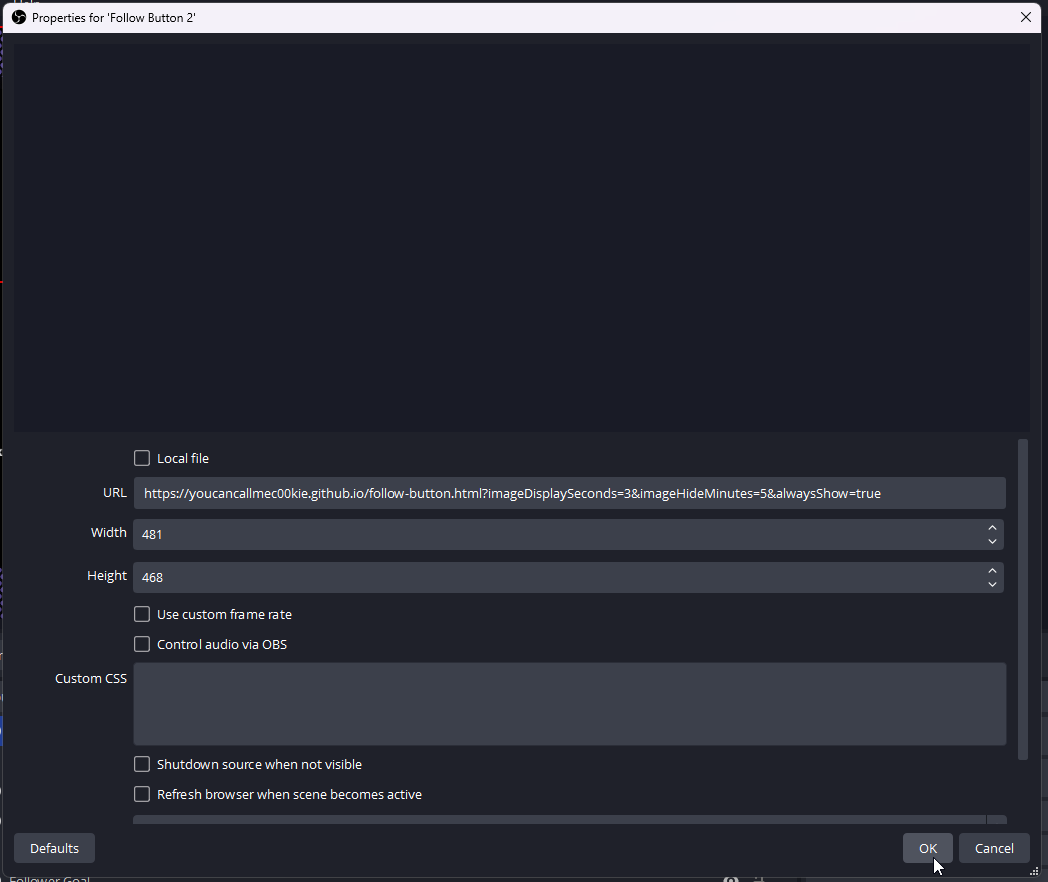 Properties for 'Follow Button 2'
Local file
URL
https://youcancallmec00kie.github.io/follow-button.html?imageDisplaySeconds=3&imageHideMinutes=5&alwaysShow=true
Width
481
Height
468
Use custom frame rate
Control audio via OBS
Custom CSS
Shutdown source when not visible
Refresh browser when scene becomes active
Defaults
OK
Cancel
Follower Goal